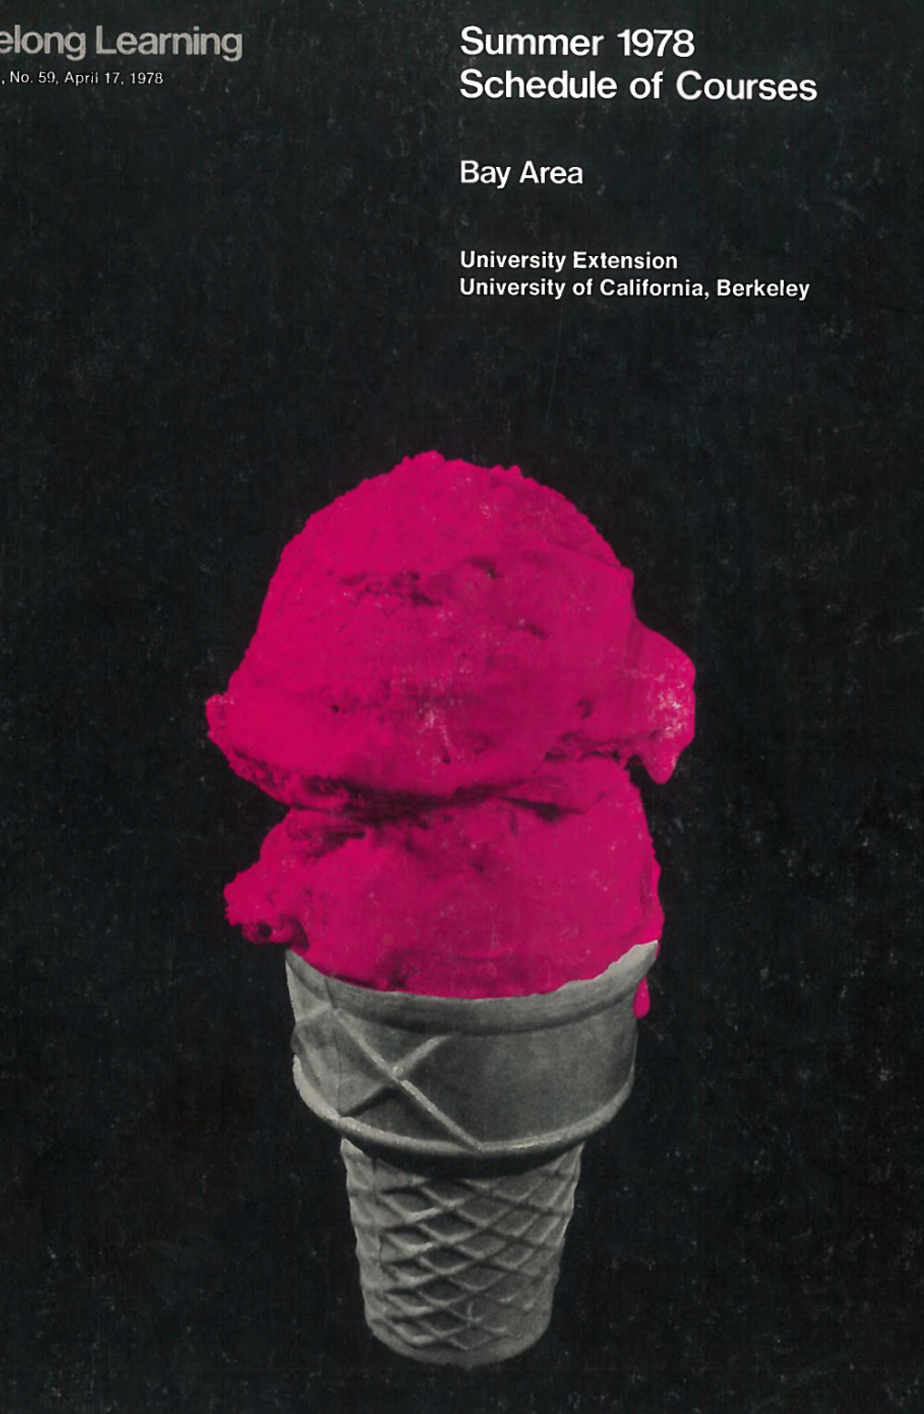 elong Learning
, No. 59, April 17, 1978
Summer 1978
Schedule of Courses
Bay Area
University Extension
University of California, Berkeley